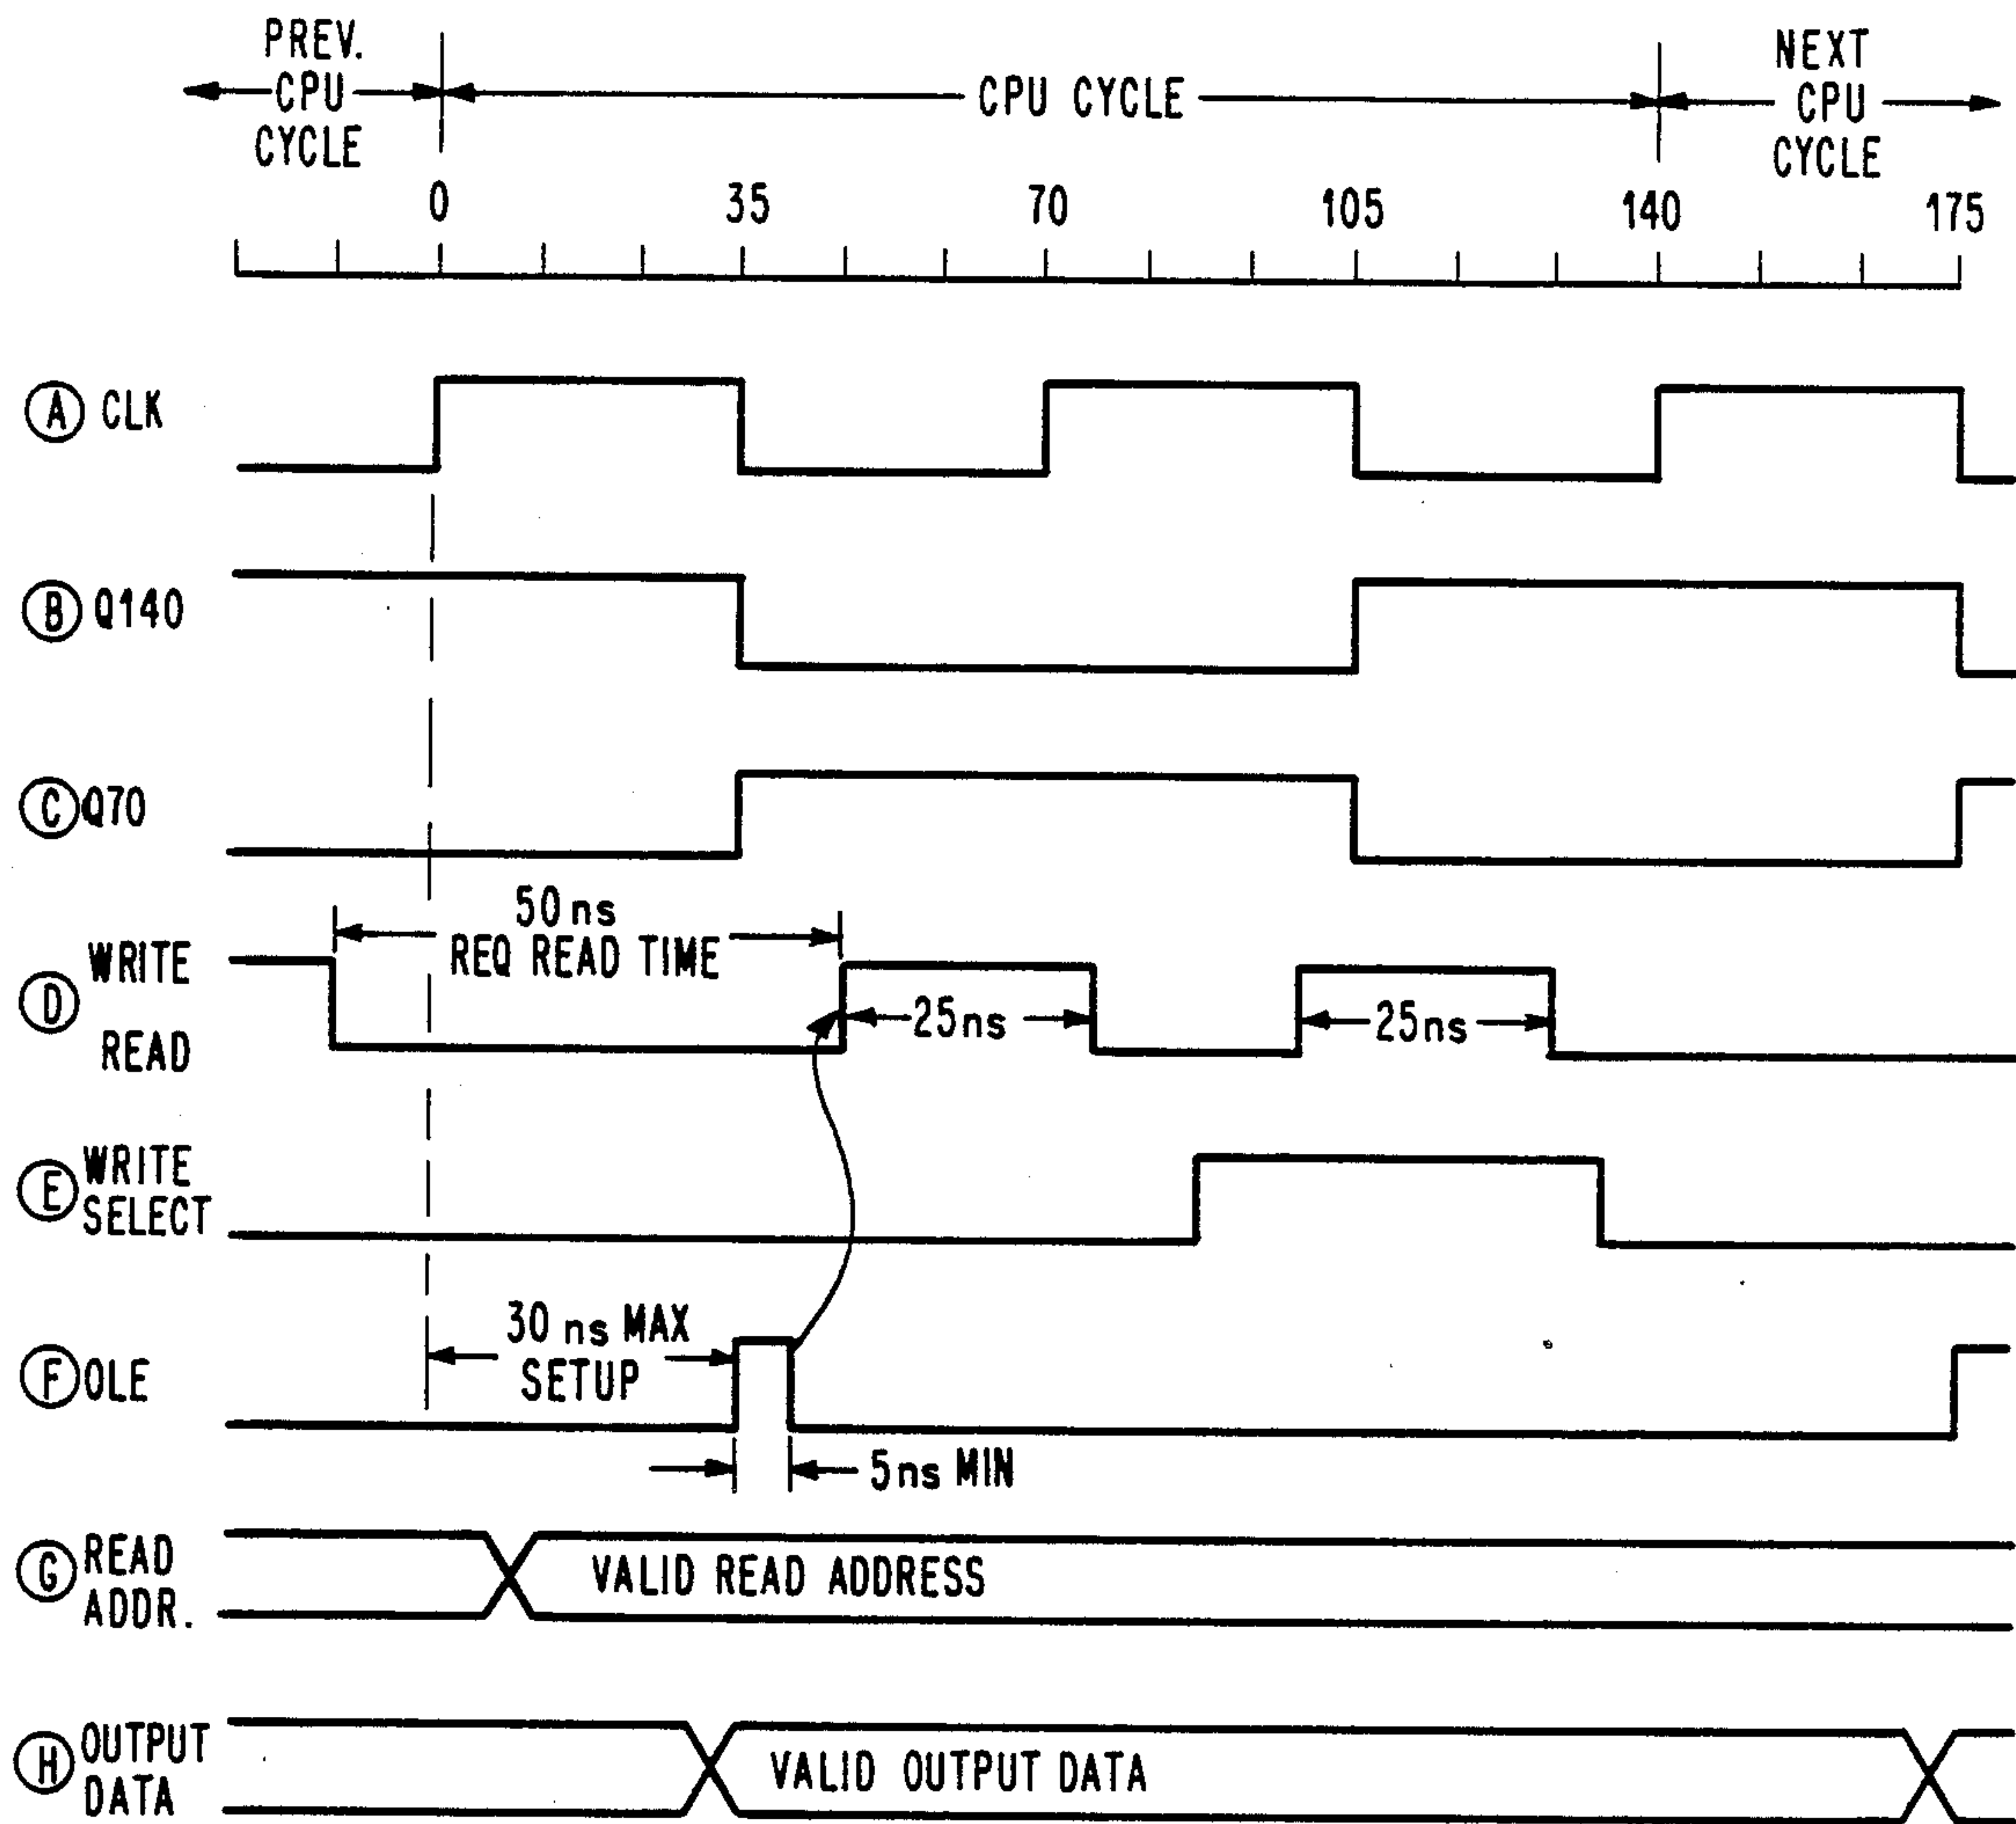 PREV.
CPU
CYCLE
CPU CYCLE
NEXT
CPU
CYCLE
0 35 70 105 140 175
A CLK
B Q140
C Q70
D WRITE
READ
50ns
REQ READ TIME
25ns
25ns
E WRITE
SELECT
F OLE
30 ns MAX
SETUP
5ns MIN
G READ
ADDR.
VALID READ ADDRESS
H OUTPUT
DATA
VALID OUTPUT DATA